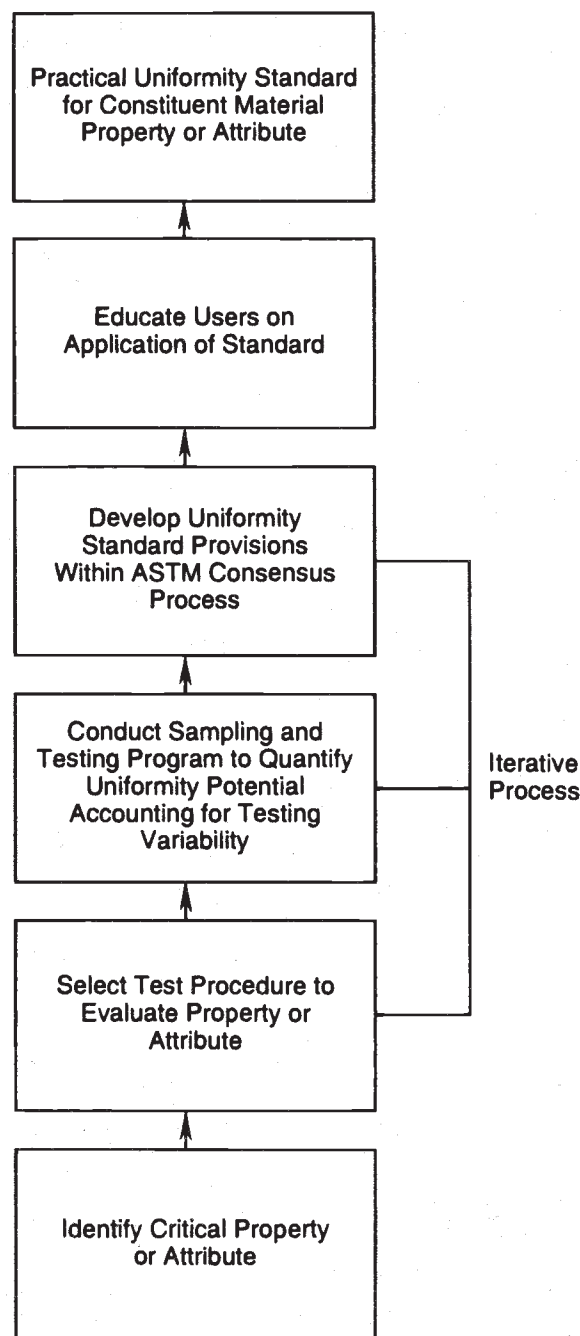 Practical Uniformity Standard
for Constituent Material
Property or Attribute
Educate Users on
Application of Standard
Develop Uniformity
Standard Provisions
Within ASTM Consensus
Process
Conduct Sampling and
Testing Program to Quantify
Uniformity Potential
Accounting for Testing
Variability
Iterative
Process
Select Test Procedure to
Evaluate Property or
Attribute
Identify Critical Property
or Attribute